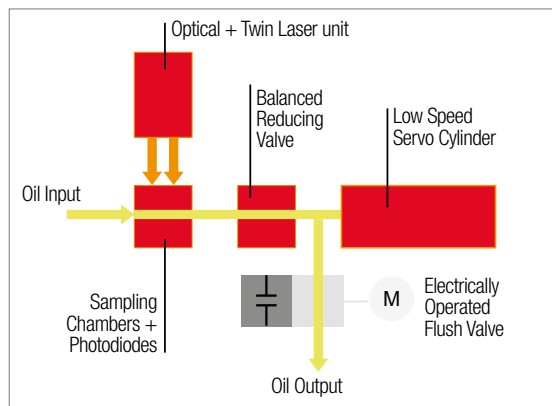 Optical + Twin Laser unit
Balanced
Reducing
Valve
Low Speed
Servo Cylinder
Oil Input
Sampling
Chambers +
Photodiodes
M
Electrically
Operated
Flush Valve
Oil Output